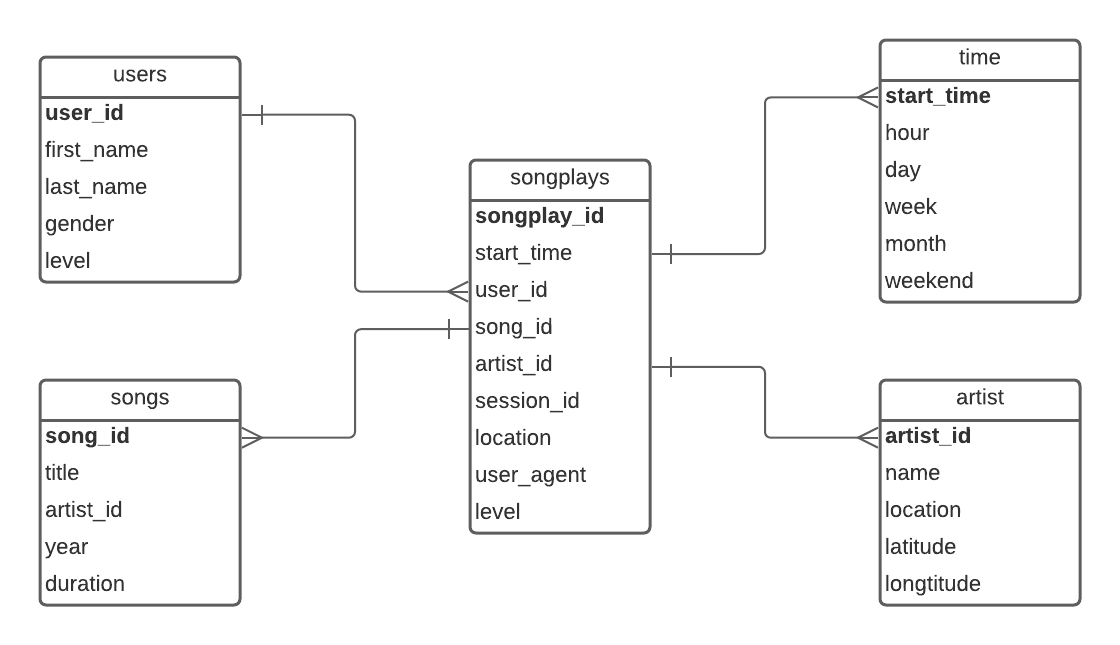 users
user_id
first_name
last_name
gender
level
songs
song_id
title
artist_id
year
duration
songplays
songplay_id
start_time
user_id
song_id
artist_id
session_id
location
user_agent
level
time
start_time
hour
day
week
month
weekend
artist
artist_id
name
location
latitude
longtitude